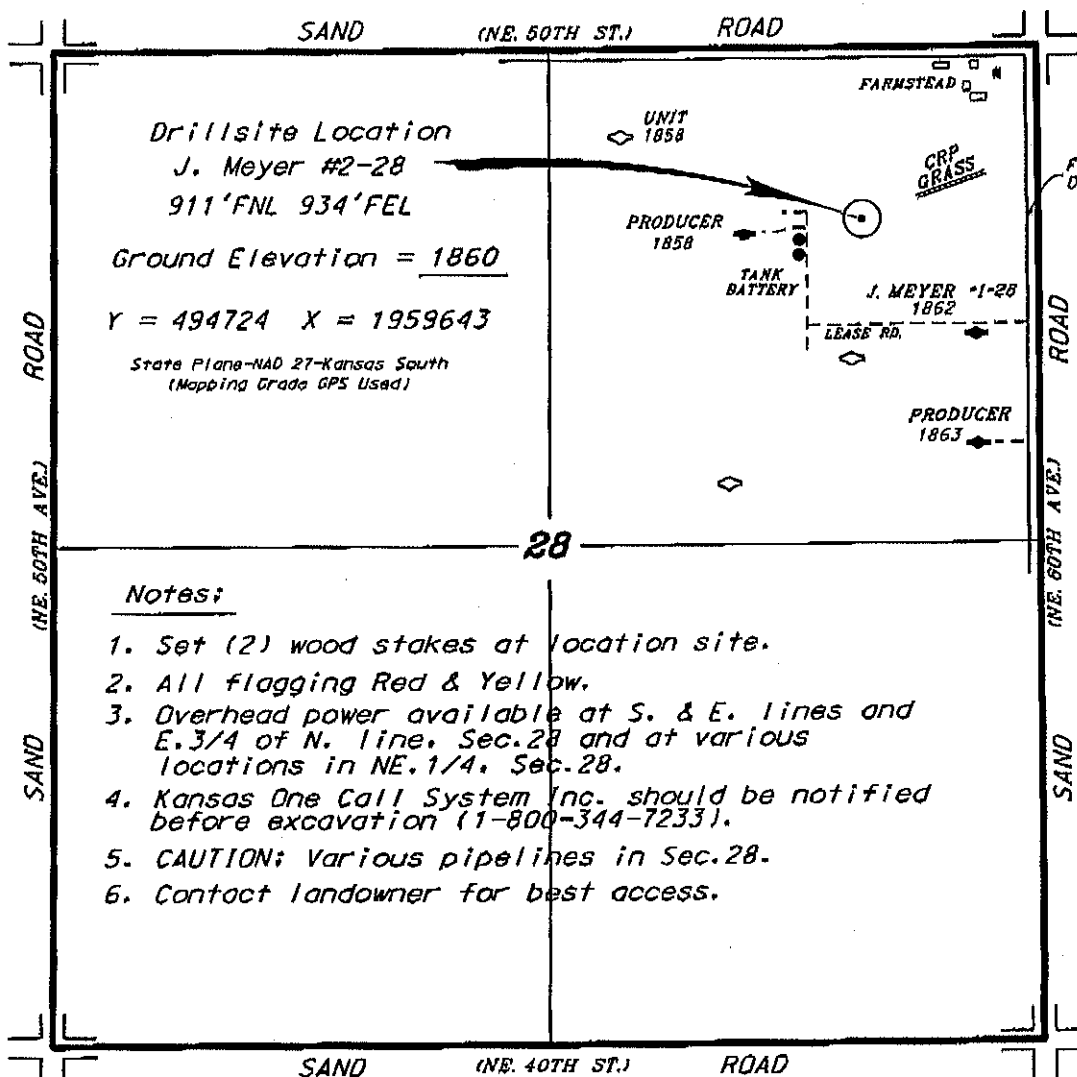 SAND (NE. 50TH ST.) ROAD
FARMSTEAD
Drillsite Location
J. Meyer #2-28
911'FNL 934'FEL
Ground Elevation = 1860
Y = 494724 X = 1959643
State Plane-NAD 27-Kansas South
(Mapping Grade GPS Used)
UNIT
1858
CRP
GRASS
PRODUCER
1858
TANK
BATTERY
J. MEYER #1-28
1862
LEASE RD.
PRODUCER
1863
ROAD
(NE. 50TH AVE.)
SAND
ROAD
(NE. 60TH AVE.)
SAND
28
Notes:
1. Set (2) wood stakes at location site.
2. All flagging Red & Yellow.
3. Overhead power available at S. & E. lines and
E.3/4 of N. line. Sec.28 and at various
locations in NE.1/4. Sec.28.
4. Kansas One Call System Inc. should be notified
before excavation (1-800-344-7233).
5. CAUTION: Various pipelines in Sec.28.
6. Contact landowner for best access.
SAND (NE. 40TH ST.) ROAD